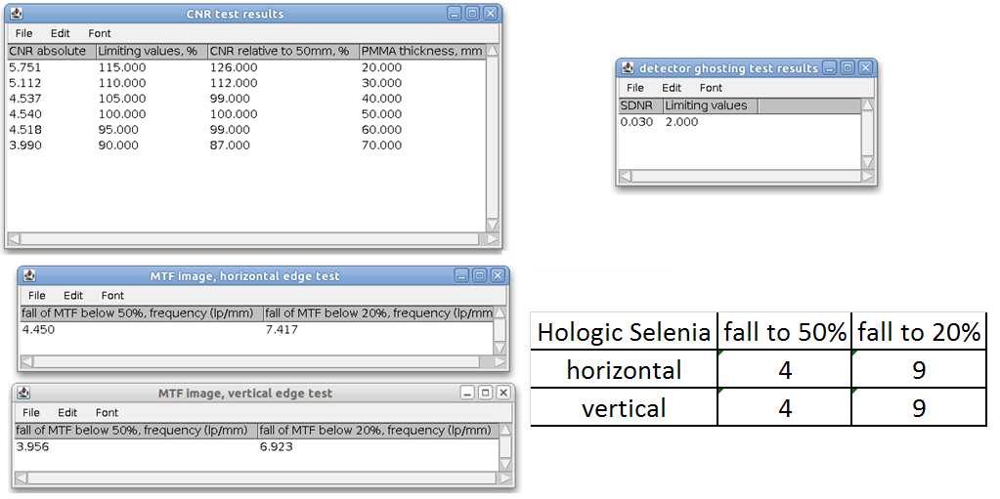 CNR test results
File Edit Font
CNR absolute Limiting values, % CNR relative to 50mm, % PMMA thickness, mm
5.751 115.000 126.000 20.000
5.112 110.000 112.000 30.000
4.537 105.000 99.000 40.000
4.540 100.000 100.000 50.000
4.518 95.000 99.000 60.000
3.990 90.000 87.000 70.000
detector ghosting test results
File Edit Font
SDNR Limiting values
0.030 2.000
MTF image, horizontal edge test
File Edit Font
fall of MTF below 50%, frequency (lp/mm) fall of MTF below 20%, frequency (lp/mm
4.450 7.417
MTF image, vertical edge test
File Edit Font
fall of MTF below 50%, frequency (lp/mm) fall of MTF below 20%, frequency (lp/mm)
3.956 6.923
Hologic Selenia fall to 50% fall to 20%
horizontal 4 9
vertical 4 9